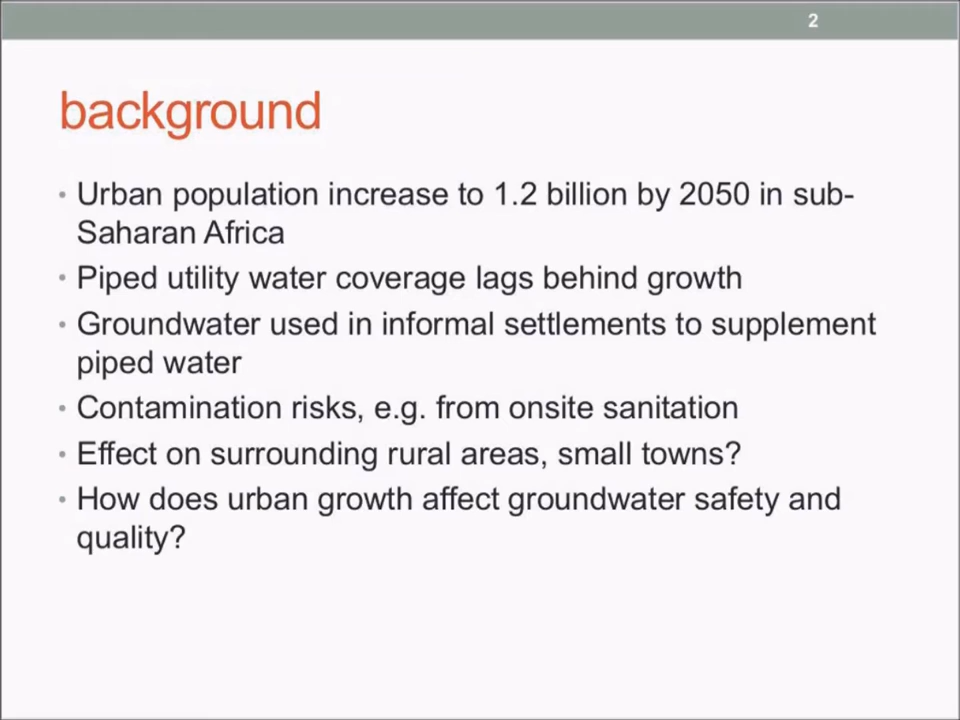 2
background
• Urban population increase to 1.2 billion by 2050 in sub-
Saharan Africa
• Piped utility water coverage lags behind growth
• Groundwater used in informal settlements to supplement
piped water
• Contamination risks, e.g. from onsite sanitation
• Effect on surrounding rural areas, small towns?
• How does urban growth affect groundwater safety and
quality?